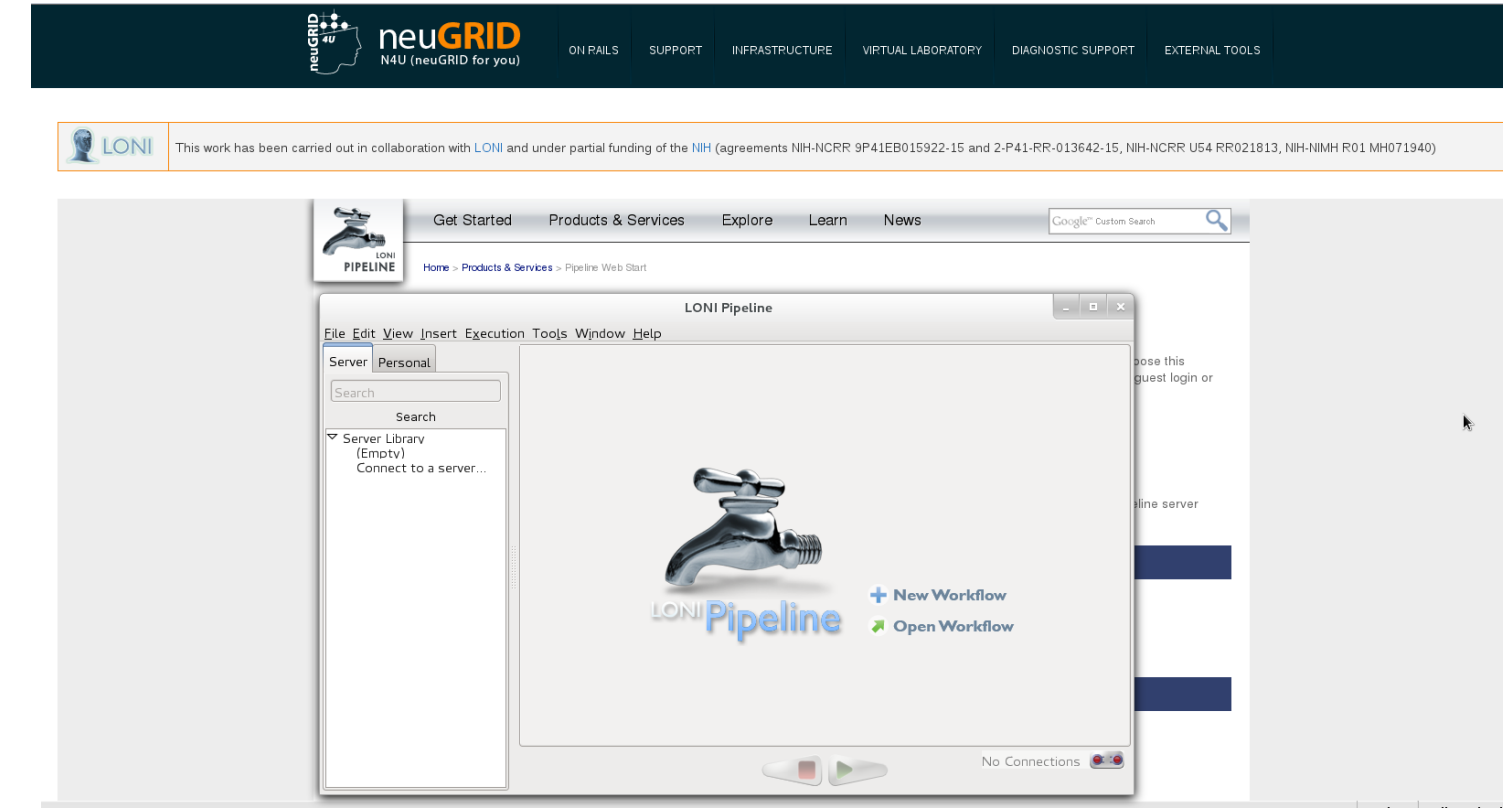 neuGRID 4U
neuGRID
N4U (neuGRID for you)
ON RAILS SUPPORT INFRASTRUCTURE VIRTUAL LABORATORY DIAGNOSTIC SUPPORT EXTERNAL TOOLS
LONI This work has been carried out in collaboration with LONI and under partial funding of the NIH (agreements NIH-NCRR 9P41EB015922-15 and 2-P41-RR-013642-15, NIH-NCRR U54 RR021813, NIH-NIMH R01 MH071940)
Get Started Products & Services Explore Learn News Google™ Custom Search
LONI
PIPELINE
Home > Products & Services > Pipeline Web Start
LONI Pipeline
File Edit View Insert Execution Tools Window Help
Server Personal
Search
Search
Server Library
(Empty)
Connect to a server...
oose this
guest login or
eline server
New Workflow
LONI Pipeline
Open Workflow
No Connections